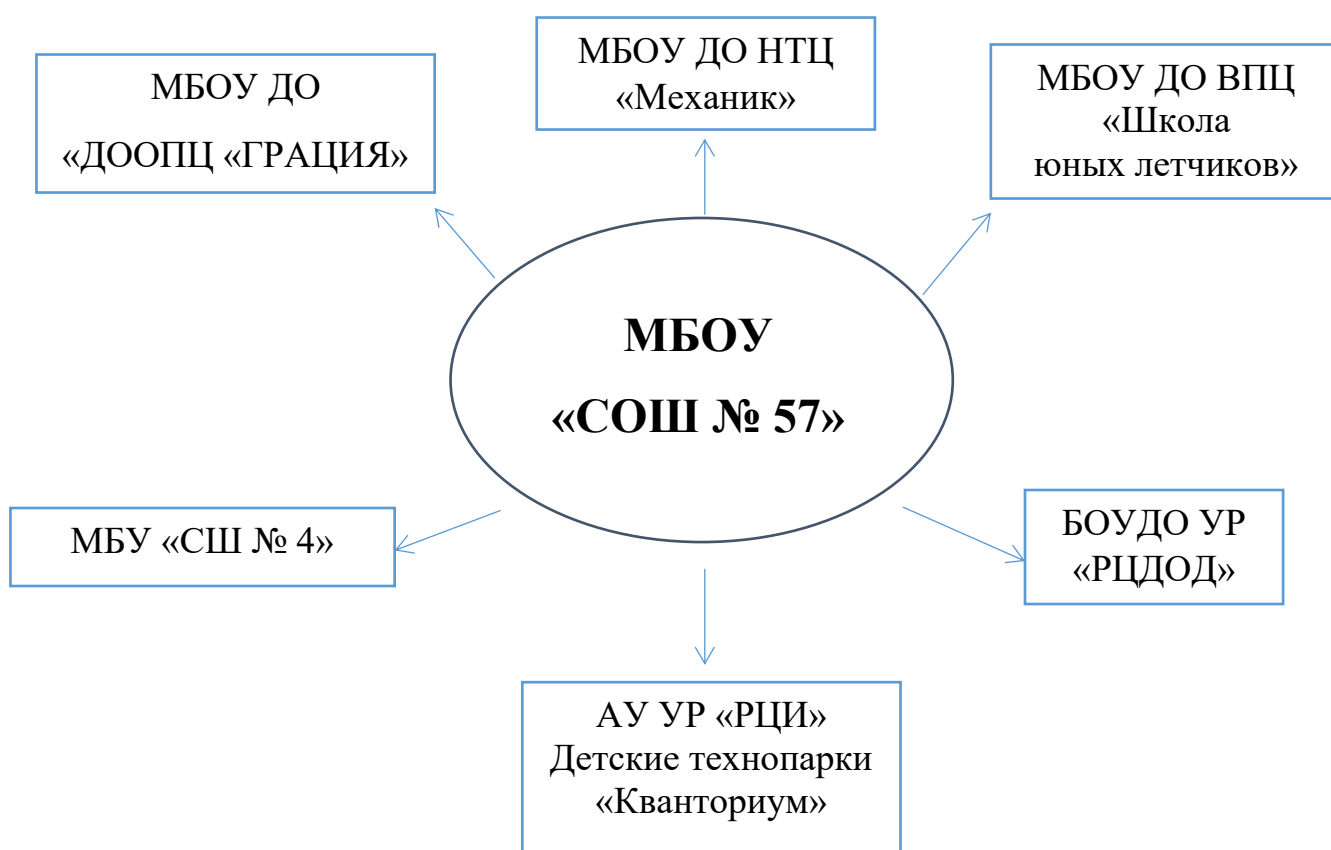 МБОУ ДО
«ДООПЦ «ГРАЦИЯ»
МБОУ ДО НТЦ
«Механик»
МБОУ ДО ВПЦ
«Школа
юных летчиков»
МБОУ
«СОШ № 57»
МБУ «СШ № 4»
БОУДО УР
«РЦДОД»
АУ УР «РЦИ»
Детские технопарки
«Кванториум»